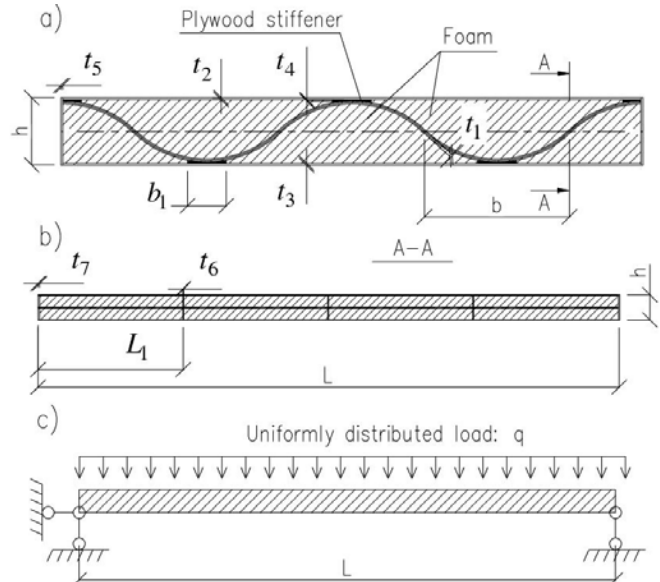 a)
Plywood stiffener
Foam
t5
t2
t4
A
h
t1
b1
t3
b
A
b)
A-A
t7
t6
h
L1
L
c)
Uniformly distributed load: q
L